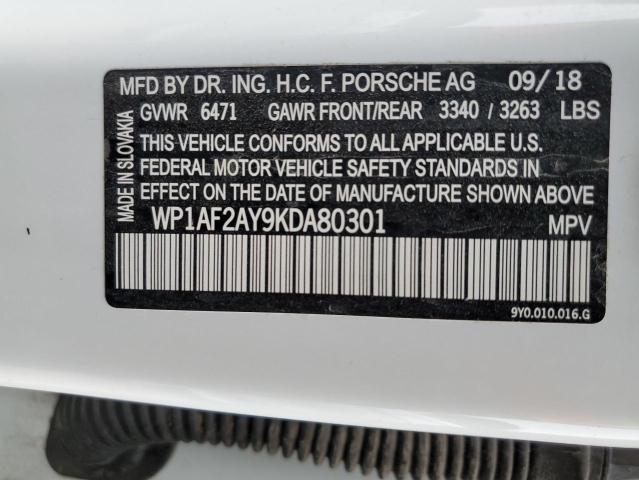 MFD BY DR. ING. H.C. F. PORSCHE AG 09/18
GVWR 6471 GAWR FRONT/REAR 3340 / 3263 LBS
THIS VEHICLE CONFORMS TO ALL APPLICABLE U.S.
FEDERAL MOTOR VEHICLE SAFETY STANDARDS IN
EFFECT ON THE DATE OF MANUFACTURE SHOWN ABOVE
WP1AF2AY9KDA80301 MPV
MADE IN SLOVAKIA
9Y0.010.016.G